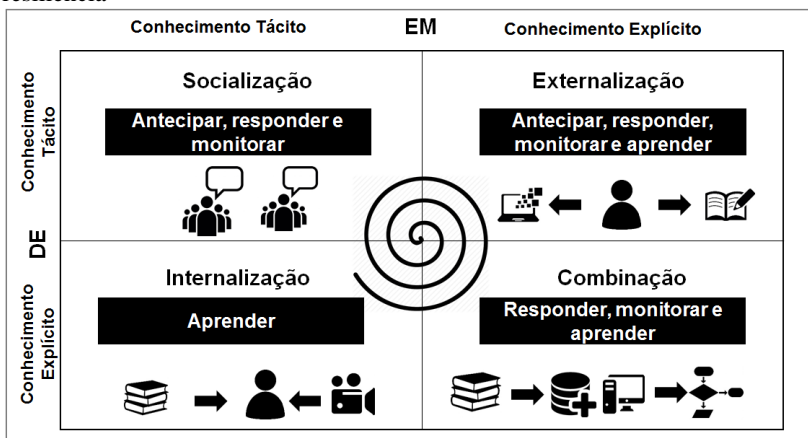 Conhecimento Tácito
EM
Conhecimento Explícito
DE
Conhecimento
Tácito
Socialização
Antecipar, responder e
monitorar
Externalização
Antecipar, responder,
monitorar e aprender
Conhecimento
Explícito
Internalização
Aprender
Combinação
Responder, monitorar e
aprender